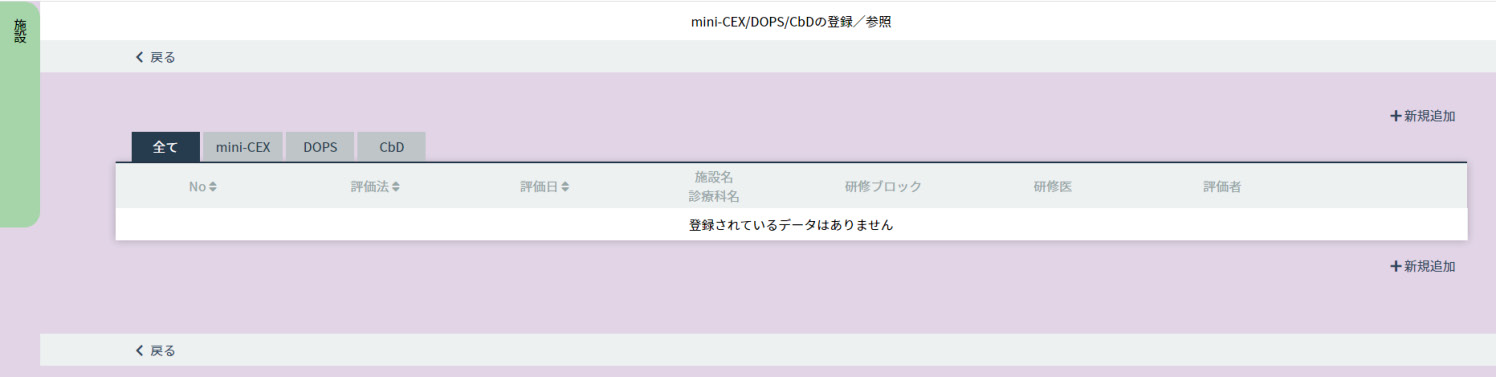 施設
mini-CEX/DOPS/CbDの登録／参照
戻る
新規追加
全て mini-CEX DOPS CbD
No 評価法 評価日 施設名 診療科名 研修ブロック 研修医 評価者
登録されているデータはありません
新規追加
戻る